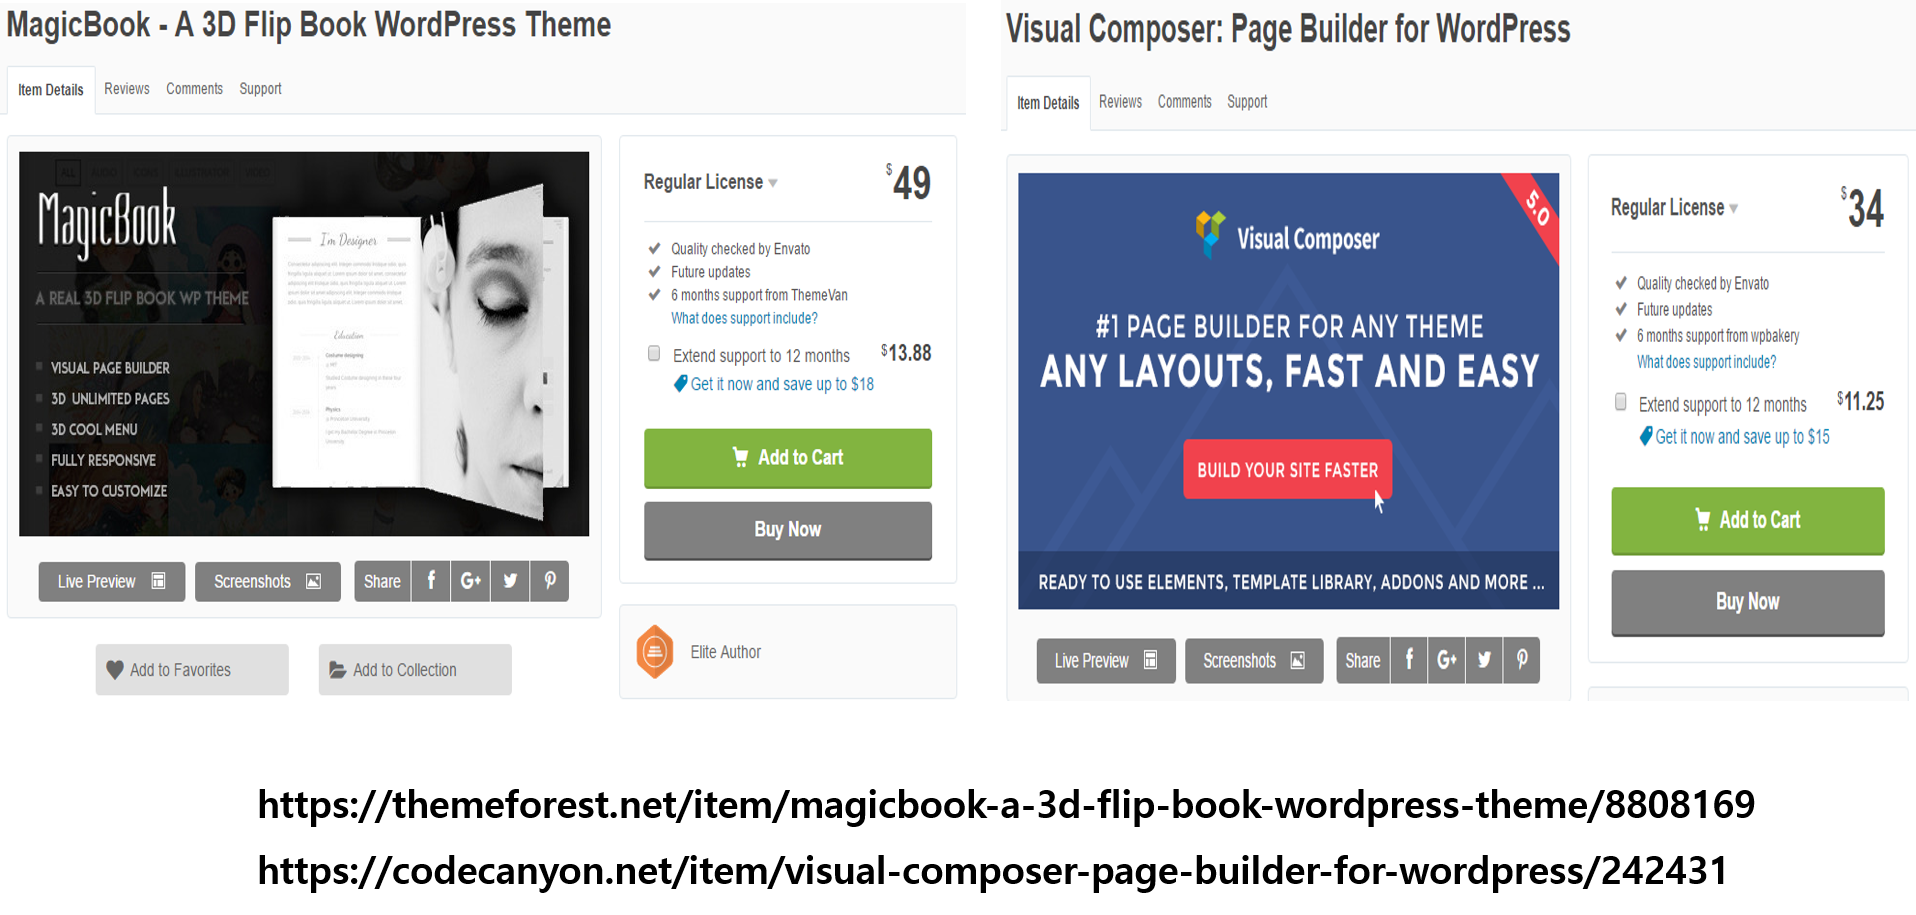 MagicBook - A 3D Flip Book WordPress Theme
Item Details Reviews Comments Support
MagicBook
A REAL 3D FLIP BOOK WP THEME
VISUAL PAGE BUILDER
3D UNLIMITED PAGES
3D COOL MENU
FULLY RESPONSIVE
EASY TO CUSTOMIZE
I'm Designer
Education
Costume designing
Physics
Live Preview Screenshots Share f G+
Add to Favorites Add to Collection
Regular License $49
Quality checked by Envato
Future updates
6 months support from ThemeVan
What does support include?
Extend support to 12 months $13.88
Get it now and save up to $18
Add to Cart
Buy Now
Elite Author
Visual Composer: Page Builder for WordPress
Item Details Reviews Comments Support
5.0
Visual Composer
#1 PAGE BUILDER FOR ANY THEME
ANY LAYOUTS, FAST AND EASY
BUILD YOUR SITE FASTER
READY TO USE ELEMENTS, TEMPLATE LIBRARY, ADDONS AND MORE ...
Live Preview Screenshots Share f G+
Regular License $34
Quality checked by Envato
Future updates
6 months support from wpbakery
What does support include?
Extend support to 12 months $11.25
Get it now and save up to $15
Add to Cart
Buy Now
https://themeforest.net/item/magicbook-a-3d-flip-book-wordpress-theme/8808169
https://codecanyon.net/item/visual-composer-page-builder-for-wordpress/242431